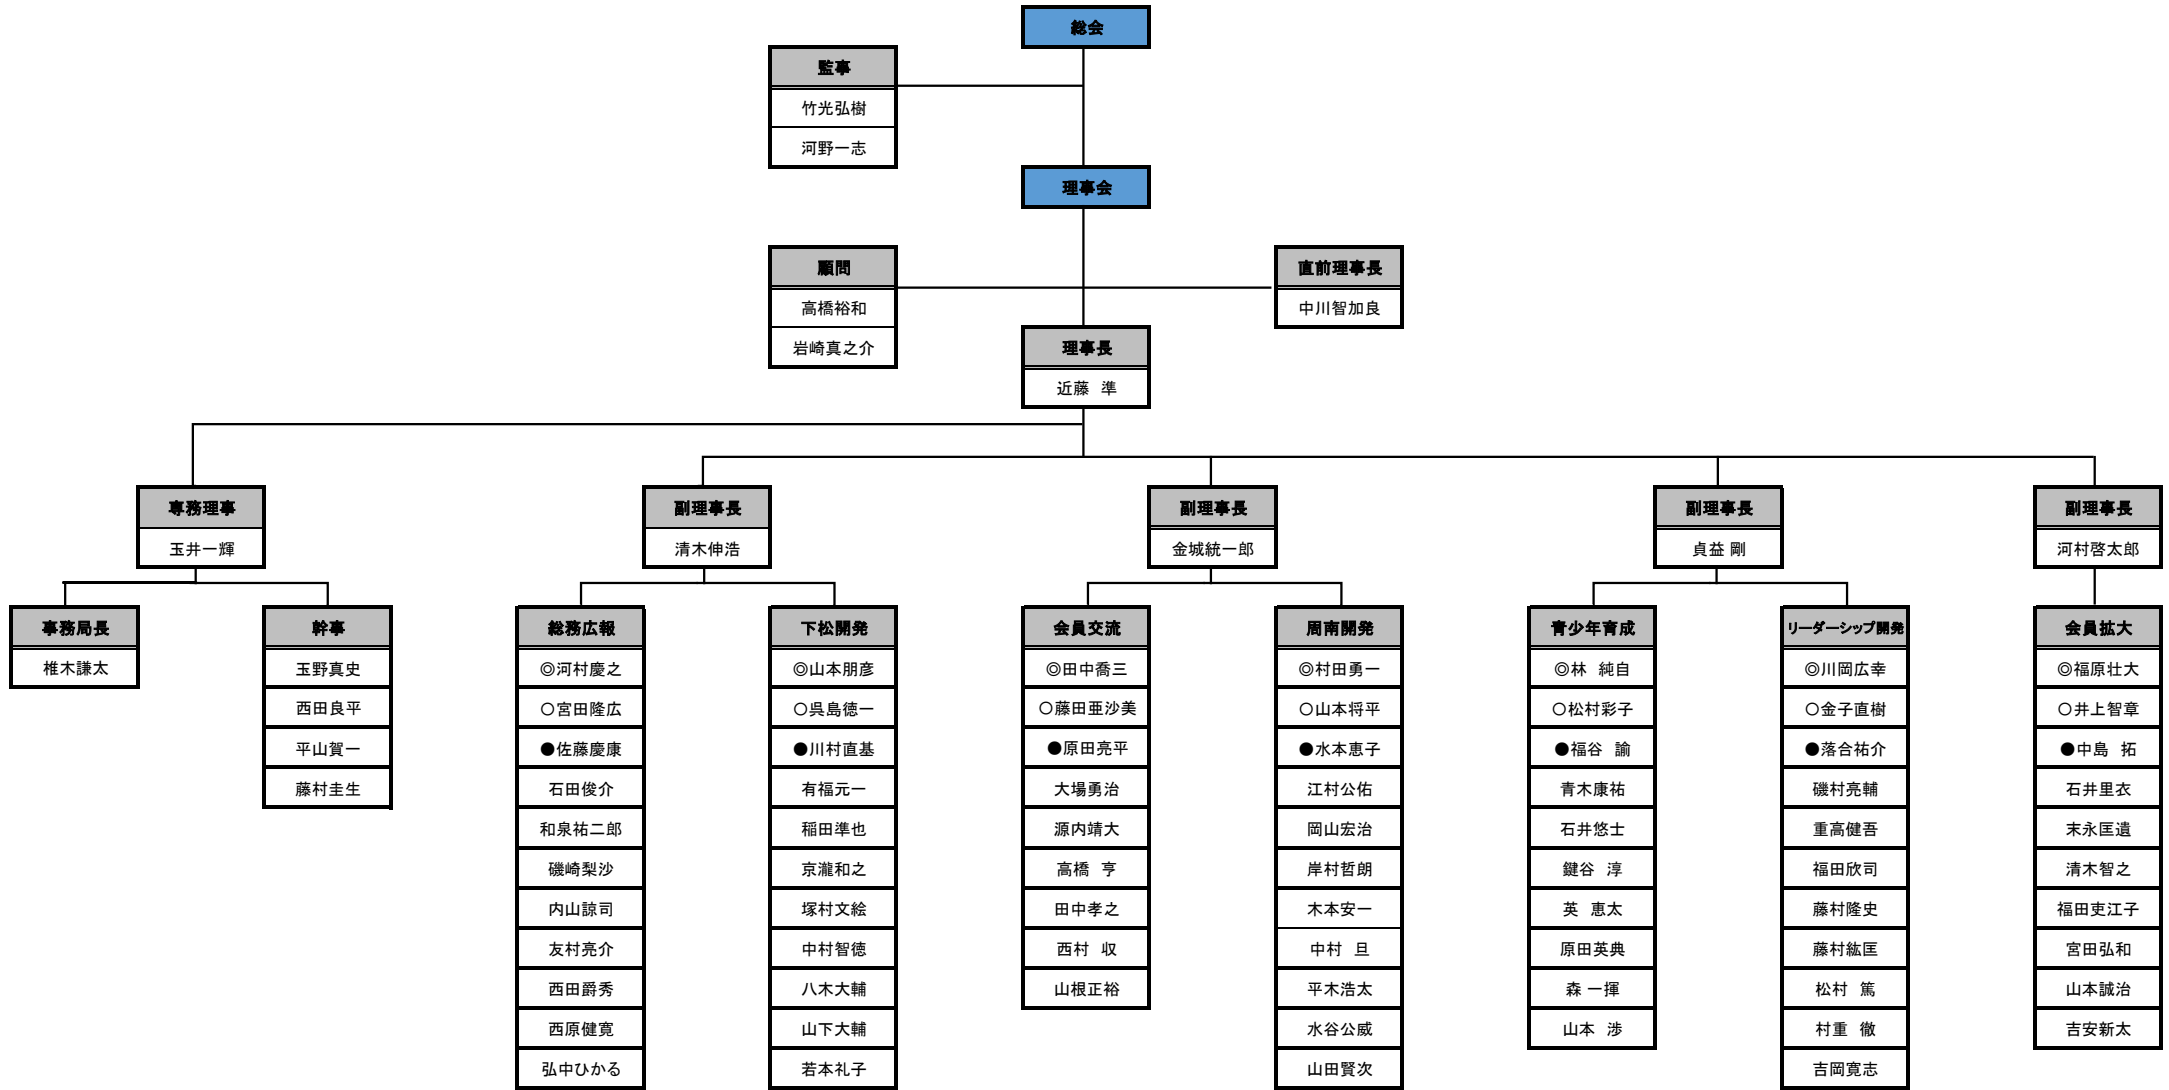 総会
監事
竹光弘樹
河野一志
理事会
顧問
高橋裕和
岩崎真之介
直前理事長
中川智加良
理事長
近藤　準
専務理事
玉井一輝
副理事長
清木伸浩
副理事長
金城統一郎
副理事長
貞益 剛
副理事長
河村啓太郎
事務局長
椎木謙太
幹事
玉野真史
西田良平
平山賀一
藤村圭生
総務広報
◎河村慶之
○宮田隆広
●佐藤慶康
石田俊介
和泉祐二郎
磯崎梨沙
内山諒司
友村亮介
西田爵秀
西原健寛
弘中ひかる
下松開発
◎山本朋彦
○呉島徳一
●川村直基
有福元一
稲田準也
京瀧和之
塚村文絵
中村智徳
八木大輔
山下大輔
若本礼子
会員交流
◎田中喬三
○藤田亜沙美
●原田亮平
大場勇治
源内靖大
高橋 亨
田中孝之
西村 収
山根正裕
周南開発
◎村田勇一
○山本将平
●水本恵子
江村公佑
岡山宏治
岸村哲朗
木本安一
中村 旦
平木浩太
水谷公威
山田賢次
青少年育成
◎林 純自
○松村彩子
●福谷 諭
青木康祐
石井悠士
鍵谷 淳
英 恵太
原田英典
森 一揮
山本 渉
リーダーシップ開発
◎川岡広幸
○金子直樹
●落合祐介
磯村亮輔
重高健吾
福田欣司
藤村隆史
藤村紘匡
松村 篤
村重 徹
吉岡寛志
会員拡大
◎福原壮大
○井上智章
●中島 拓
石井里衣
末永匡遺
清木智之
福田吏江子
宮田弘和
山本誠治
吉安新太